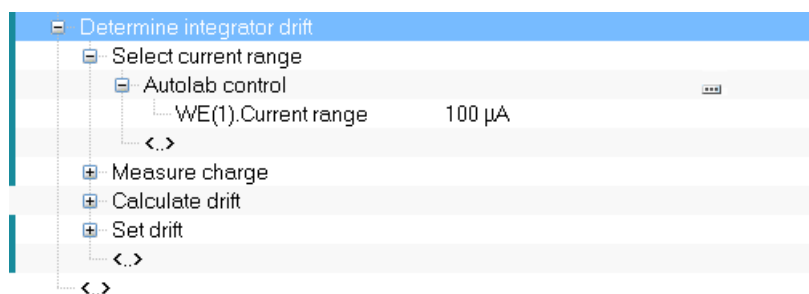 Determine integrator drift
Select current range
Autolab control
WE(1).Current range 100 µA
<..>
Measure charge
Calculate drift
Set drift
<..>
<..>